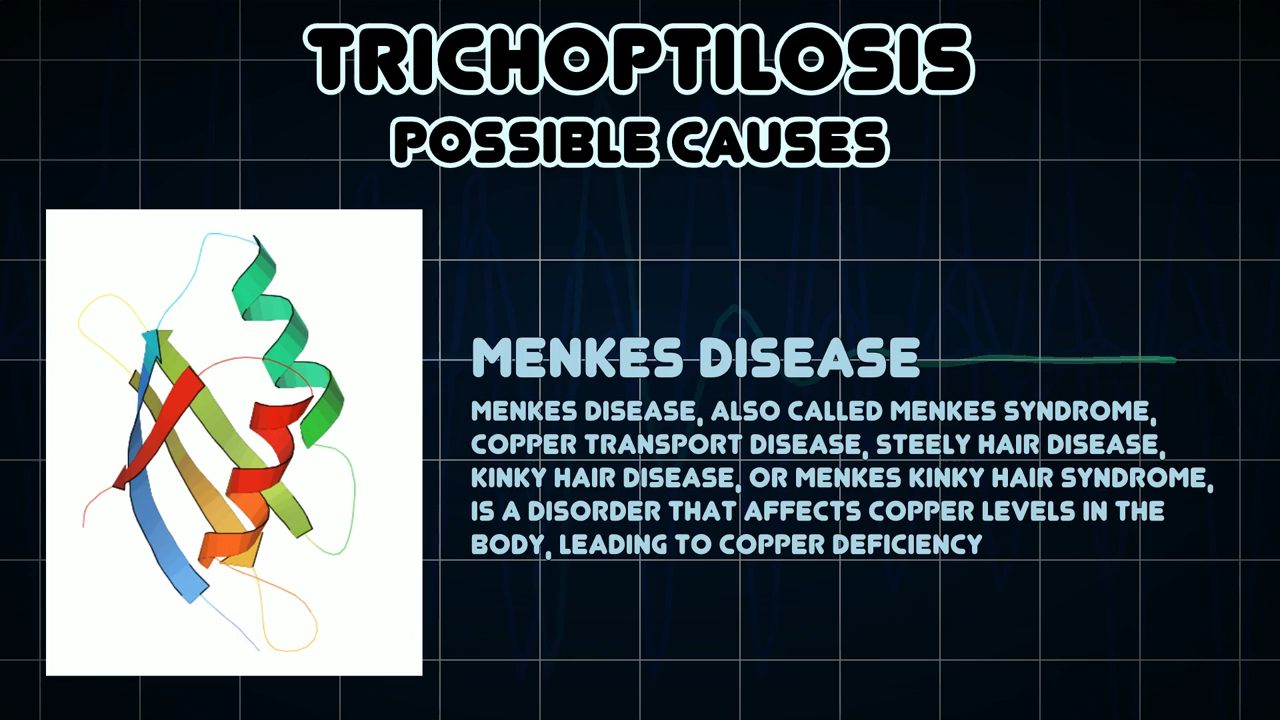 TRICHOPTILOSIS
POSSIBLE CAUSES
MENKES DISEASE
MENKES DISEASE, ALSO CALLED MENKES SYNDROME,
COPPER TRANSPORT DISEASE, STEELY HAIR DISEASE,
KINKY HAIR DISEASE, OR MENKES KINKY HAIR SYNDROME,
IS A DISORDER THAT AFFECTS COPPER LEVELS IN THE
BODY, LEADING TO COPPER DEFICIENCY